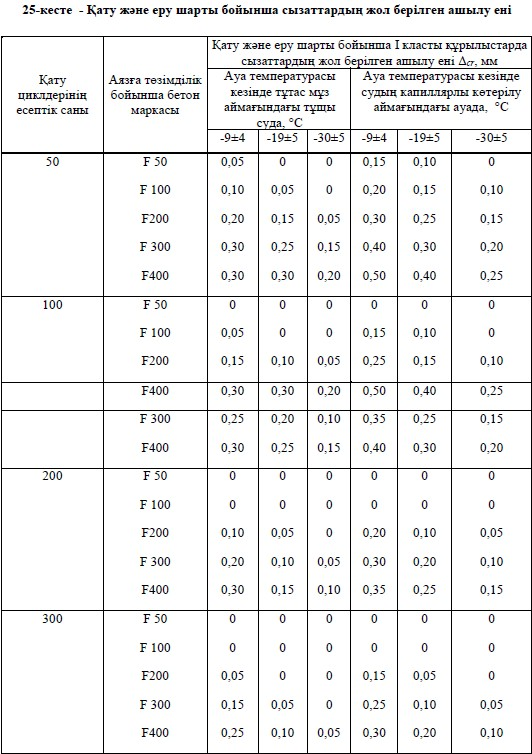 25-кесте - Қату және еру шарты бойынша сызаттардың жол берілген ашылу ені
Қату циклдерінің есептік саны
Аязға төзімділік бойынша бетон маркасы
Қату және еру шарты бойынша I класты құрылыстарда сызаттардың жол берілген ашылу ені Δcr, мм
Ауа температурасы кезінде тұтас мұз аймағындағы тұщы суда, °С
Ауа температурасы кезінде судың капиллярлы көтерілу аймағындағы ауада, °С
-9±4 -19±5 -30±5 -9±4 -19±5 -30±5
50 F 50 0,05 0 0 0,15 0,10 0
F 100 0,10 0,05 0 0,20 0,15 0,10
F200 0,20 0,15 0,05 0,30 0,25 0,15
F 300 0,30 0,25 0,15 0,40 0,30 0,20
F400 0,30 0,30 0,20 0,50 0,40 0,25
100 F 50 0 0 0 0 0 0
F 100 0,05 0 0 0,15 0,10 0
F200 0,15 0,10 0,05 0,25 0,15 0,10
F400 0,30 0,30 0,20 0,50 0,40 0,25
F 300 0,25 0,20 0,10 0,35 0,25 0,15
F400 0,30 0,25 0,15 0,40 0,30 0,20
200 F 50 0 0 0 0 0 0
F 100 0 0 0 0 0 0
F200 0,10 0,05 0 0,20 0,10 0,05
F 300 0,20 0,10 0,05 0,30 0,20 0,10
F400 0,30 0,15 0,10 0,35 0,25 0,15
300 F 50 0 0 0 0 0 0
F 100 0 0 0 0 0 0
F200 0,05 0 0 0,15 0,05 0
F 300 0,15 0,05 0 0,25 0,10 0,05
F400 0,25 0,10 0,05 0,30 0,20 0,10